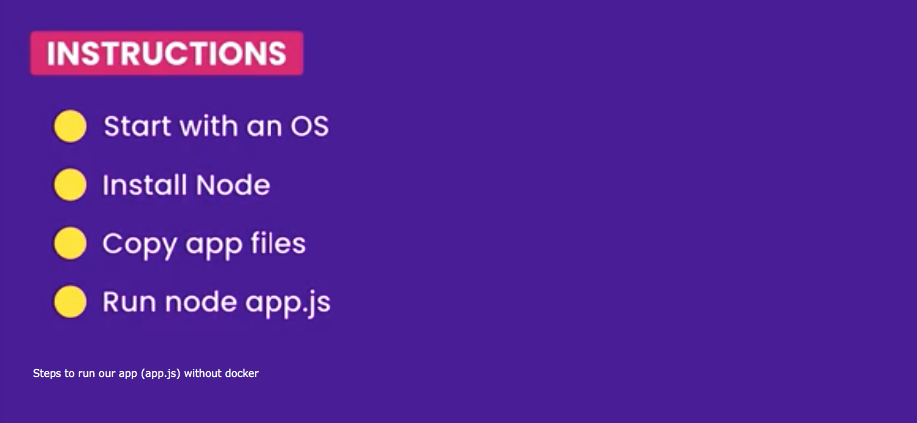 INSTRUCTIONS
Start with an OS
Install Node
Copy app files
Run node app.js
Steps to run our app (app.js) without docker